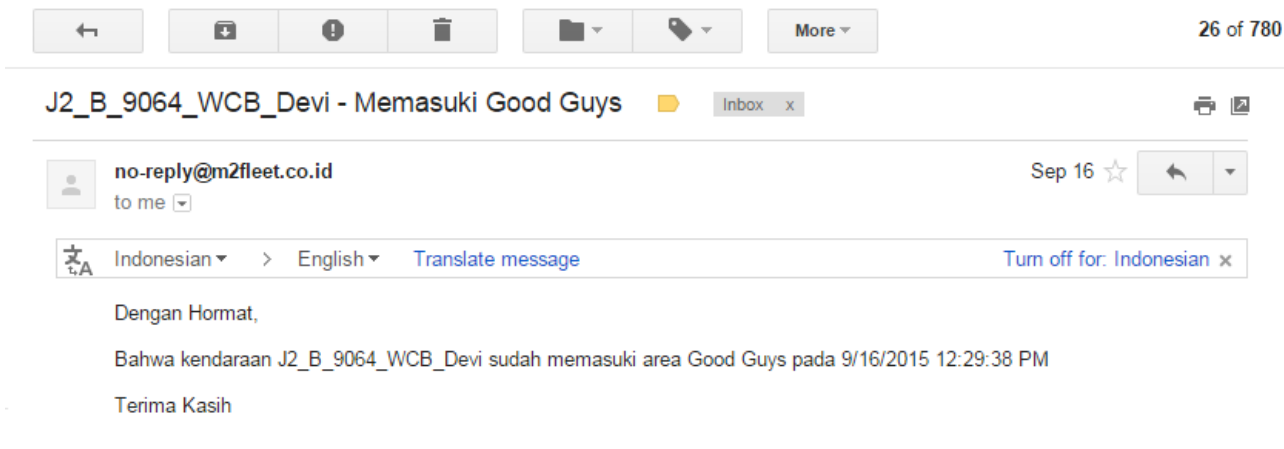 More
26 of 780
J2_B_9064_WCB_Devi - Memasuki Good Guys
Inbox x
no-reply@m2fleet.co.id
Sep 16
to me
Indonesian > English Translate message
Turn off for: Indonesian x
Dengan Hormat,
Bahwa kendaraan J2_B_9064_WCB_Devi sudah memasuki area Good Guys pada 9/16/2015 12:29:38 PM
Terima Kasih